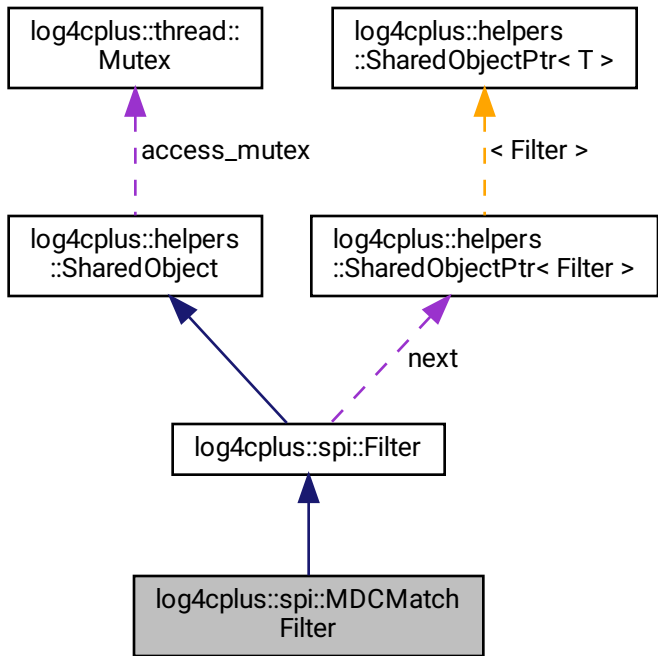 log4cplus::thread::
Mutex
log4cplus::helpers
::SharedObjectPtr< T >
access_mutex
< Filter >
log4cplus::helpers
::SharedObject
log4cplus::helpers
::SharedObjectPtr< Filter >
next
log4cplus::spi::Filter
log4cplus::spi::MDCMatch
Filter